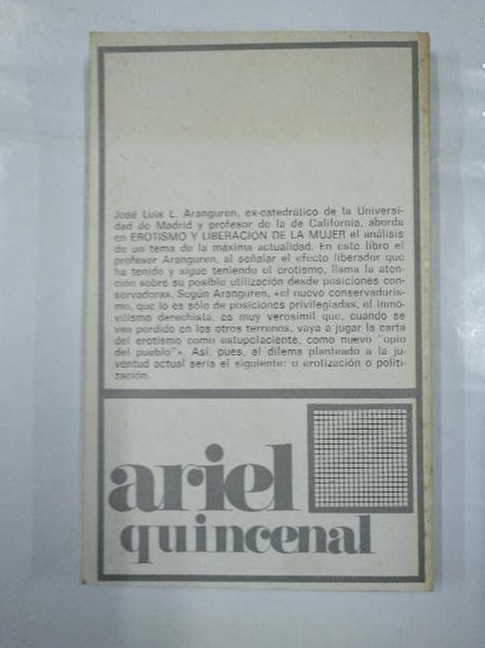 José Luis L. Aranguren, ex-catedrático de la Universi-
dad de Madrid y profesor de la de California, aborda
en EROTISMO Y LIBERACIÓN DE LA MUJER el análisis
de un tema de la máxima actualidad. En este libro el
profesor Aranguren, al señalar el efecto liberador que
ha tenido y sigue teniendo el erotismo, llama la aten-
ción sobre su posible utilización desde posiciones con-
servadoras. Según Aranguren, «el nuevo conservaduris-
mo, que lo es sólo de posiciones privilegiadas, el inmo-
vilismo derechista, es muy verosímil que, cuando se
vea perdido en los otros terrenos, vaya a jugar la carta
del erotismo como estupefaciente, como nuevo "opio
del pueblo"». Así, pues, el dilema planteado a la ju-
ventud actual sería el siguiente: o erotización o politi-
zación.
ariel
quincenal